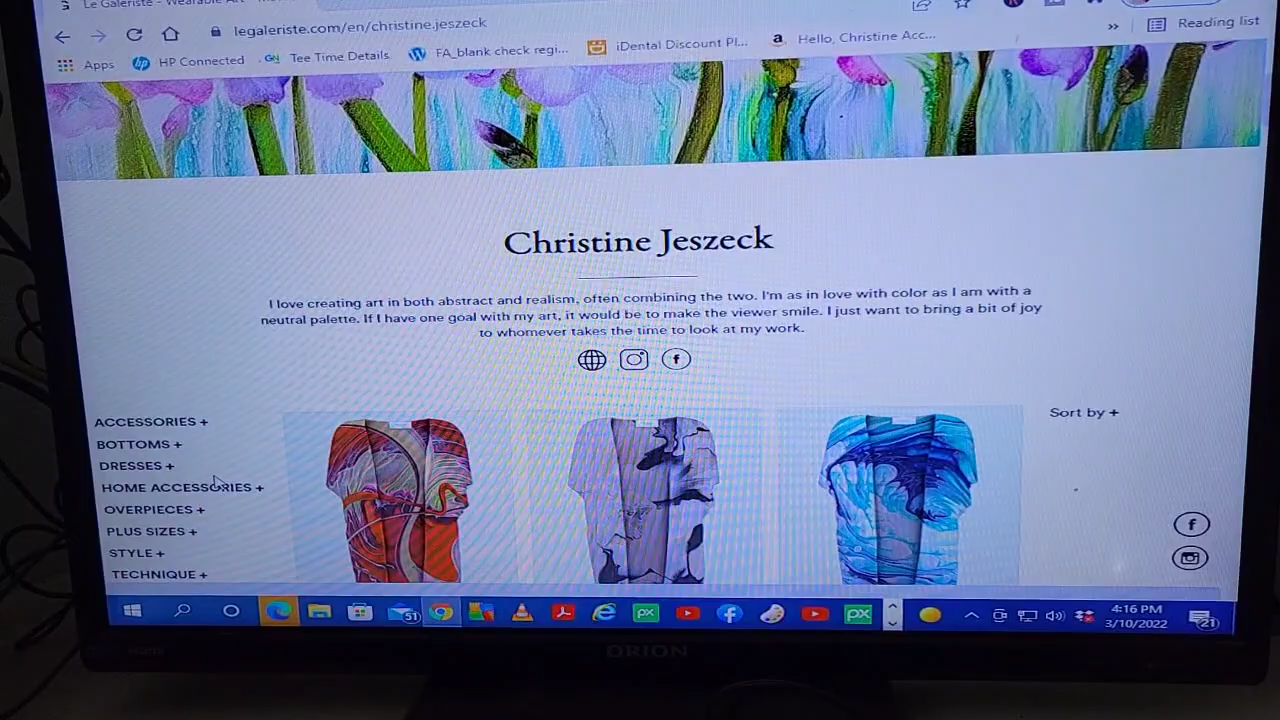 Le Galeriste - Wearable Art
legaleriste.com/en/christine.jeszeck
Reading list
Apps
HP Connected
GN Tee Time Details
FA_blank check regi...
iDental Discount Pl...
a Hello, Christine Acc...
Christine Jeszeck
I love creating art in both abstract and realism, often combining the two. I'm as in love with color as I am with a
neutral palette. If I have one goal with my art, it would be to make the viewer smile. I just want to bring a bit of joy
to whomever takes the time to look at my work.
ACCESSORIES +
BOTTOMS +
DRESSES +
HOME ACCESSORIES +
OVERPIECES +
PLUS SIZES +
STYLE +
TECHNIQUE +
Sort by +
51
px
PX
4:16 PM
3/10/2022
21
ORION